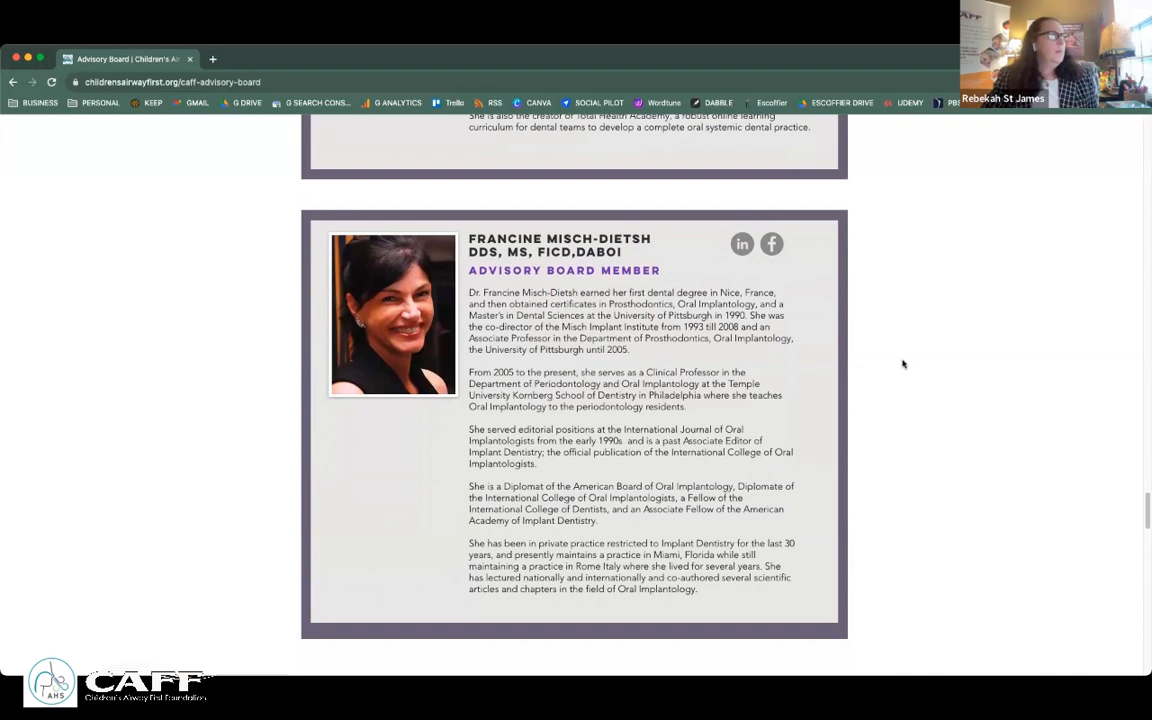 CAFF
Rebekah St James
Advisory Board | Children's Air
childrensairwayfirst.org/caff-advisory-board
BUSINESS PERSONAL KEEP GMAIL G DRIVE G SEARCH CONS... G ANALYTICS Trello RSS CANVA SOCIAL PILOT Wordtune DABBLE Escoffier ESCOFFIER DRIVE UDEMY PBS
She is also the creator of Total Health Academy, a robust online learning
curriculum for dental teams to develop a complete oral systemic dental practice.
FRANCINE MISCH-DIETSH
DDS, MS, FICD,DABOI
ADVISORY BOARD MEMBER
in f
Dr. Francine Misch-Dietsh earned her first dental degree in Nice, France,
and then obtained certificates in Prosthodontics, Oral Implantology, and a
Master's in Dental Sciences at the University of Pittsburgh in 1990. She was
the co-director of the Misch Implant Institute from 1993 till 2008 and an
Associate Professor in the Department of Prosthodontics, Oral Implantology,
the University of Pittsburgh until 2005.
From 2005 to the present, she serves as a Clinical Professor in the
Department of Periodontology and Oral Implantology at the Temple
University Kornberg School of Dentistry in Philadelphia where she teaches
Oral Implantology to the periodontology residents.
She served editorial positions at the International Journal of Oral
Implantologists from the early 1990s and is a past Associate Editor of
Implant Dentistry; the official publication of the International College of Oral
Implantologists.
She is a Diplomat of the American Board of Oral Implantology, Diplomate of
the International College of Oral Implantologists, a Fellow of the
International College of Dentists, and an Associate Fellow of the American
Academy of Implant Dentistry.
She has been in private practice restricted to Implant Dentistry for the last 30
years, and presently maintains a practice in Miami, Florida while still
maintaining a practice in Rome Italy where she lived for several years. She
has lectured nationally and internationally and co-authored several scientific
articles and chapters in the field of Oral Implantology.
AHS
CAFF
Children's Airway First Foundation